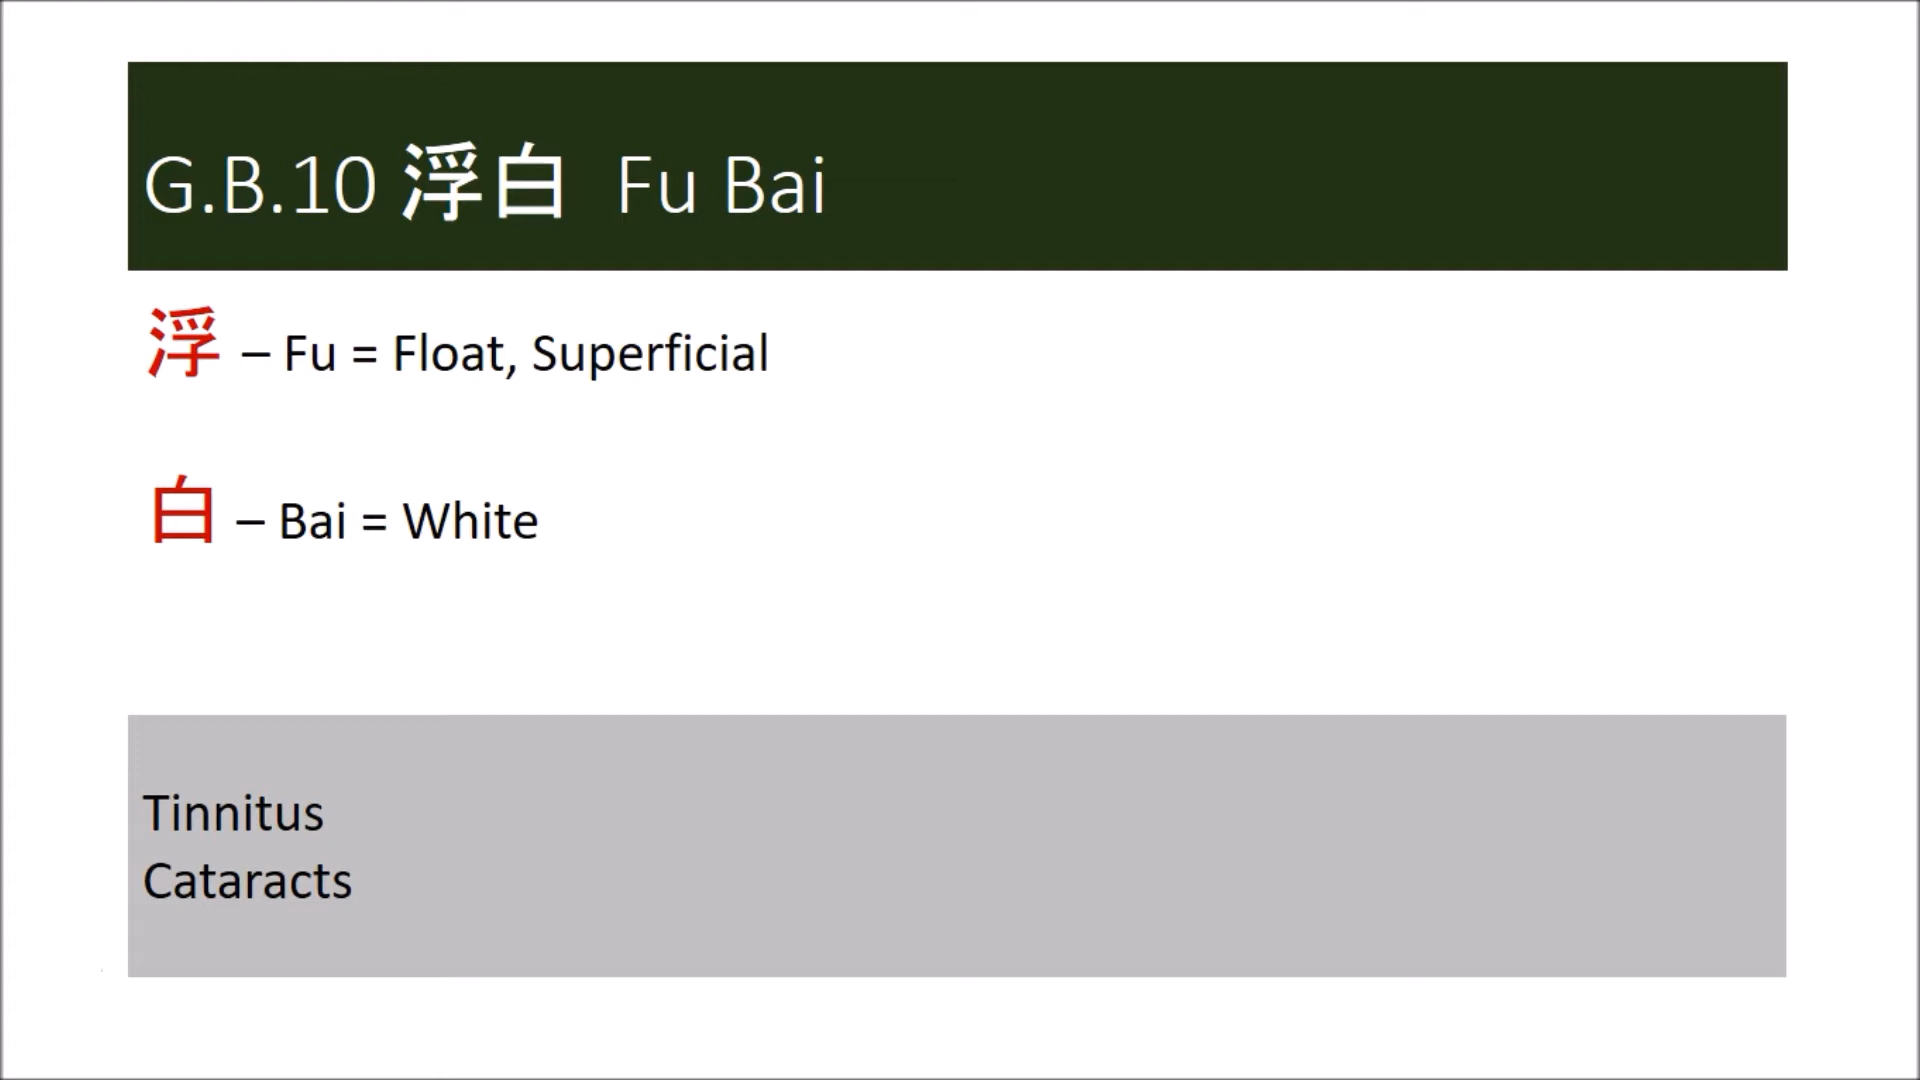 G.B.10 浮白 Fu Bai
浮 – Fu = Float, Superficial
白 – Bai = White
Tinnitus
Cataracts